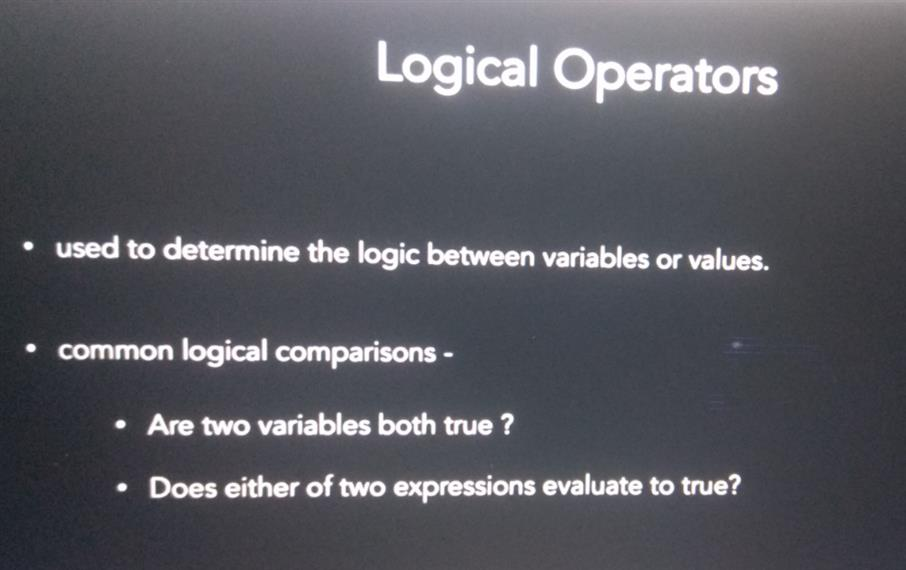 Logical Operators
• used to determine the logic between variables or values.
• common logical comparisons -
• Are two variables both true ?
• Does either of two expressions evaluate to true?